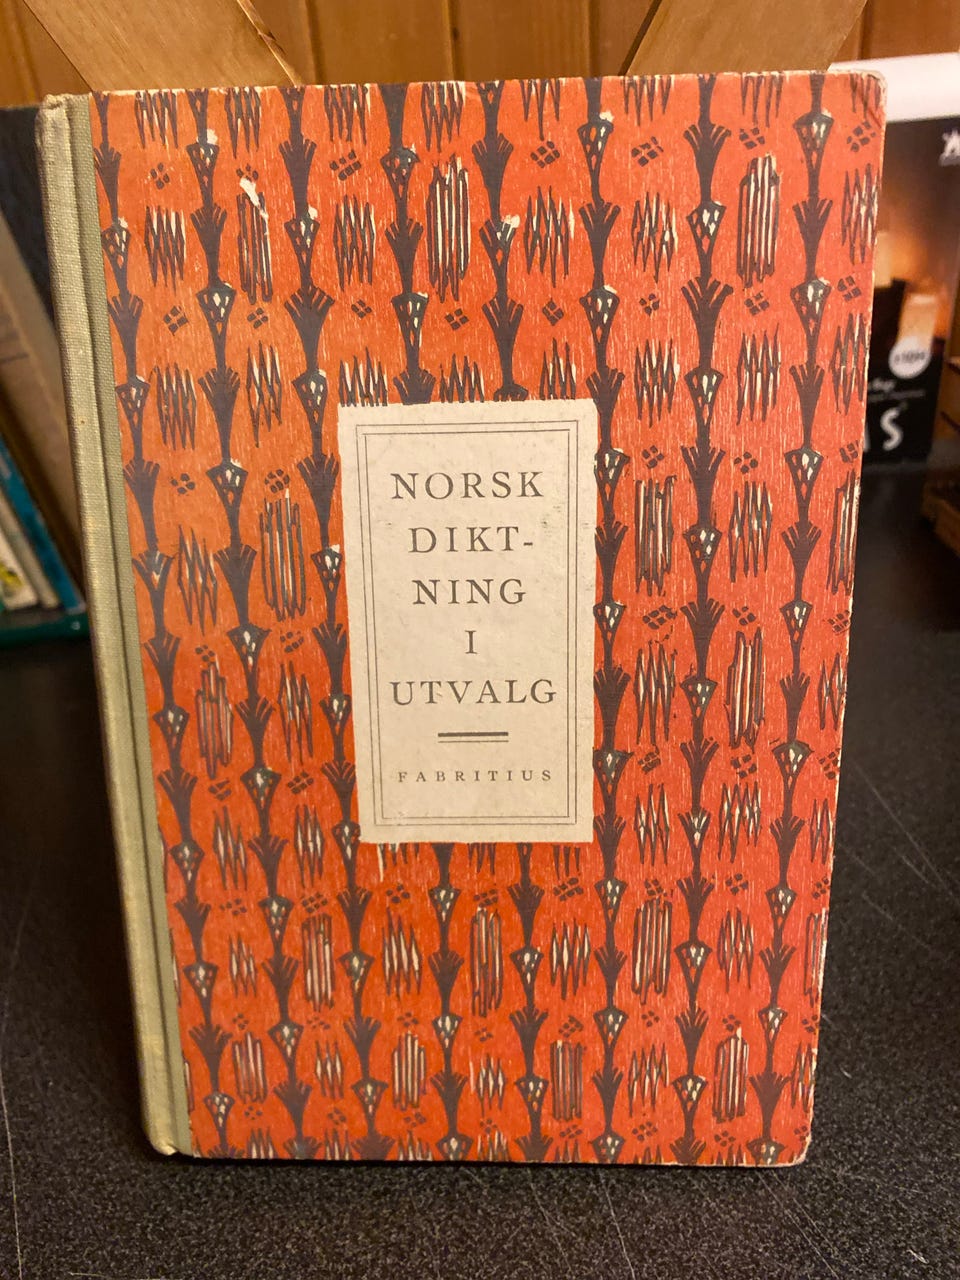 NORSK
DIKT-
NING
I
UTVALG
FABRITIUS